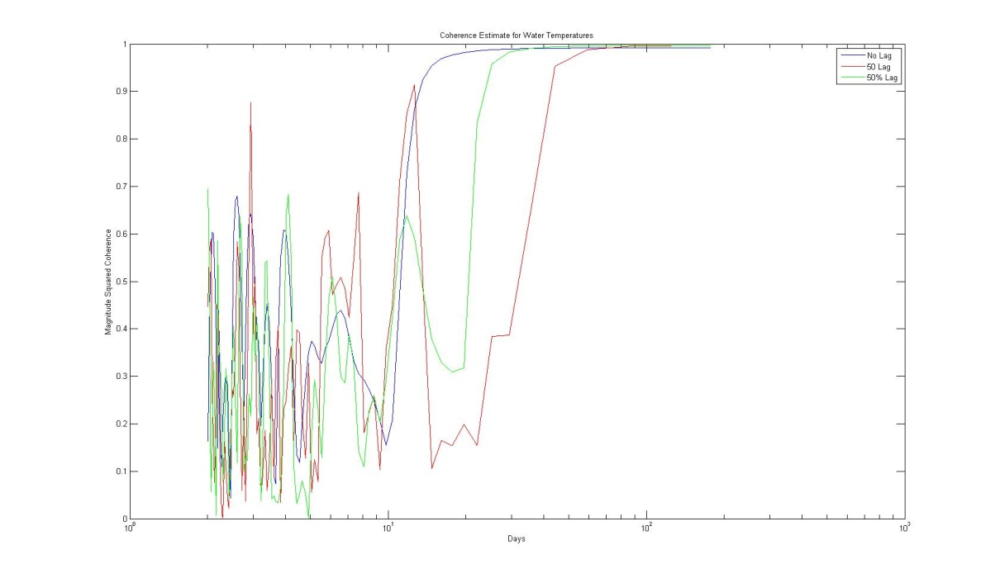 Coherence Estimate for Water Temperatures
No Lag
50 Lag
50% Lag
Magnitude Squared Coherence
1
0.9
0.8
0.7
0.6
0.5
0.4
0.3
0.2
0.1
0
10^0
10^1
10^2
10^3
Days